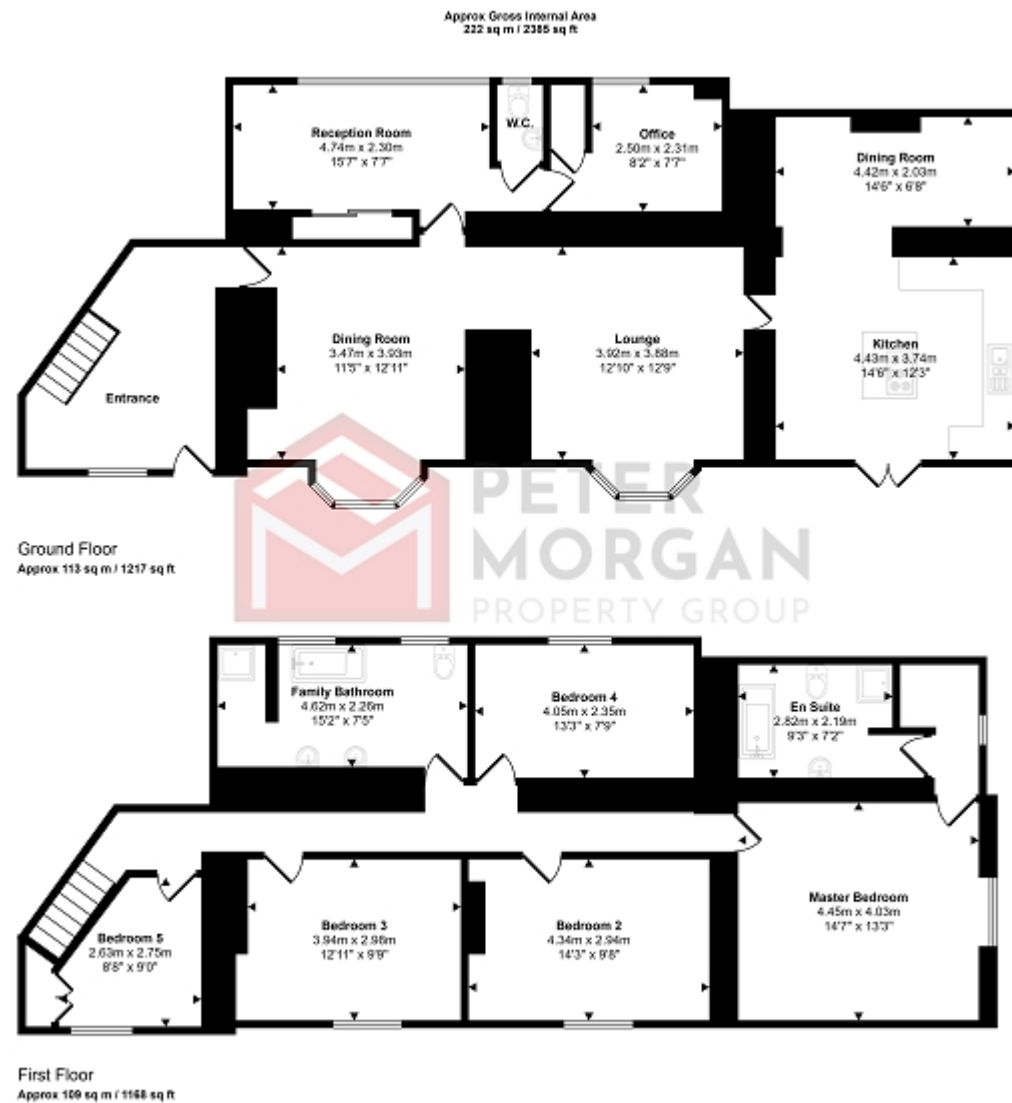 Approx Gross Internal Area
222 sq m / 2385 sq ft
Reception Room
4.74m x 2.30m
15'7" x 7'7"
W.C.
Office
2.50m x 2.31m
8'2" x 7'7"
Dining Room
4.42m x 2.03m
14'6" x 6'8"
Dining Room
3.47m x 3.93m
11'5" x 12'11"
Lounge
3.92m x 3.88m
12'10" x 12'9"
Kitchen
4.43m x 3.74m
14'6" x 12'3"
Entrance
PETER
MORGAN
PROPERTY GROUP
Ground Floor
Approx 113 sq m / 1217 sq ft
Family Bathroom
4.62m x 2.26m
15'2" x 7'5"
Bedroom 4
4.05m x 2.35m
13'3" x 7'9"
En Suite
2.82m x 2.19m
9'3" x 7'2"
Master Bedroom
4.45m x 4.03m
14'7" x 13'3"
Bedroom 3
3.94m x 2.98m
12'11" x 9'9"
Bedroom 2
4.34m x 2.94m
14'3" x 9'8"
Bedroom 5
2.63m x 2.75m
8'8" x 9'0"
First Floor
Approx 109 sq m / 1168 sq ft